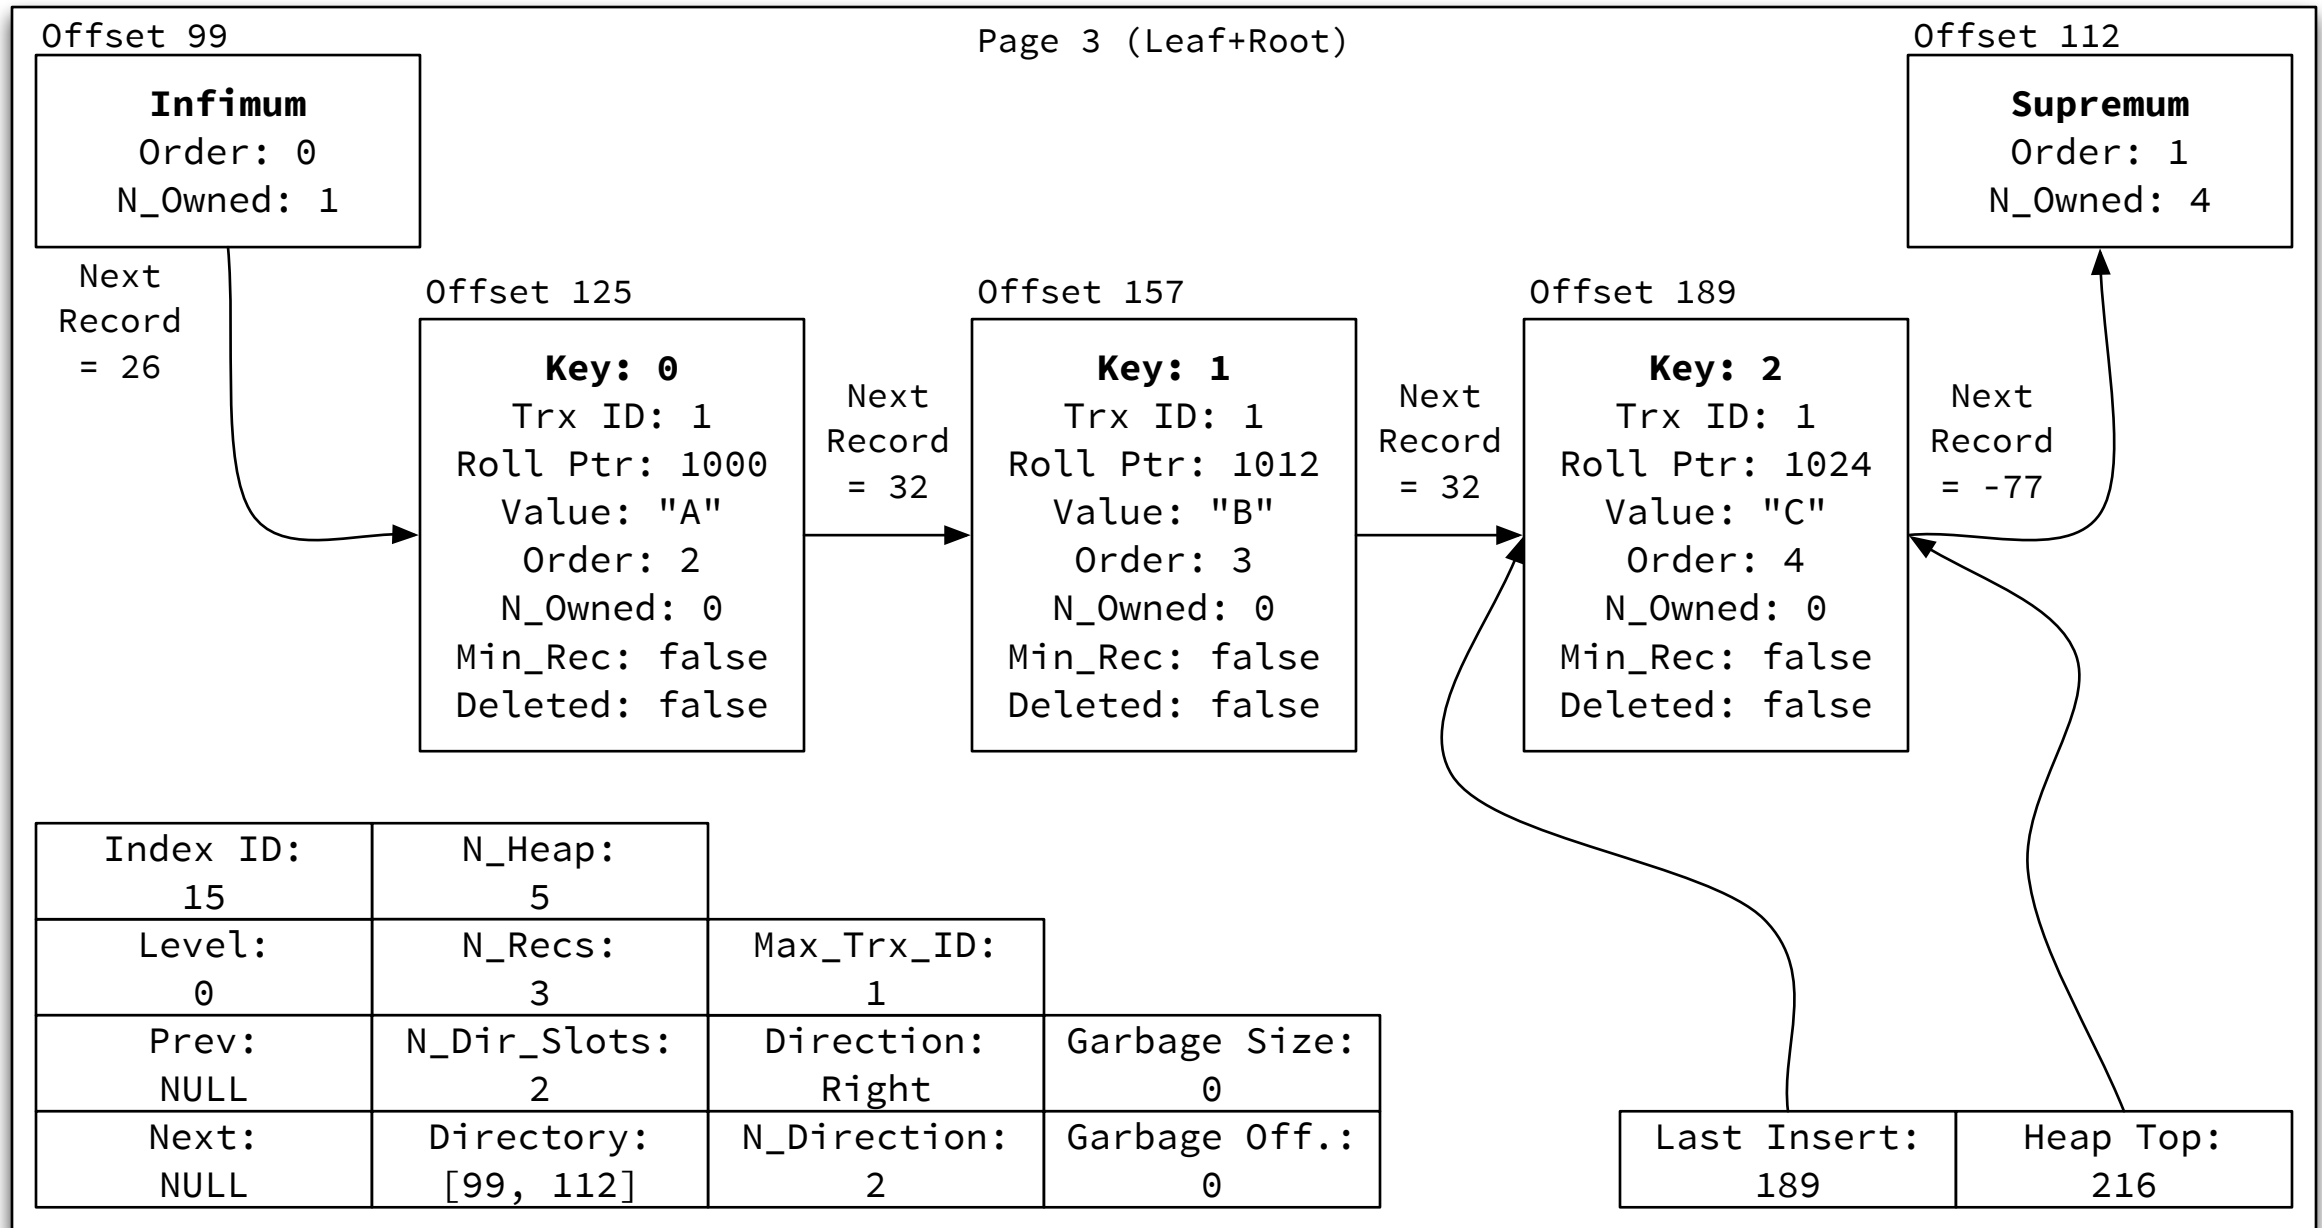 Page 3 (Leaf+Root)
Offset 99
Infimum
Order: 0
N_Owned: 1
Offset 112
Supremum
Order: 1
N_Owned: 4
Next
Record
= 26
Offset 125
Key: 0
Trx ID: 1
Roll Ptr: 1000
Value: "A"
Order: 2
N_Owned: 0
Min_Rec: false
Deleted: false
Next
Record
= 32
Offset 157
Key: 1
Trx ID: 1
Roll Ptr: 1012
Value: "B"
Order: 3
N_Owned: 0
Min_Rec: false
Deleted: false
Next
Record
= 32
Offset 189
Key: 2
Trx ID: 1
Roll Ptr: 1024
Value: "C"
Order: 4
N_Owned: 0
Min_Rec: false
Deleted: false
Next
Record
= -77
Index ID:
15
N_Heap:
5
Level:
0
N_Recs:
3
Max_Trx_ID:
1
Prev:
NULL
N_Dir_Slots:
2
Direction:
Right
Garbage Size:
0
Next:
NULL
Directory:
[99, 112]
N_Direction:
2
Garbage Off.:
0
Last Insert:
189
Heap Top:
216